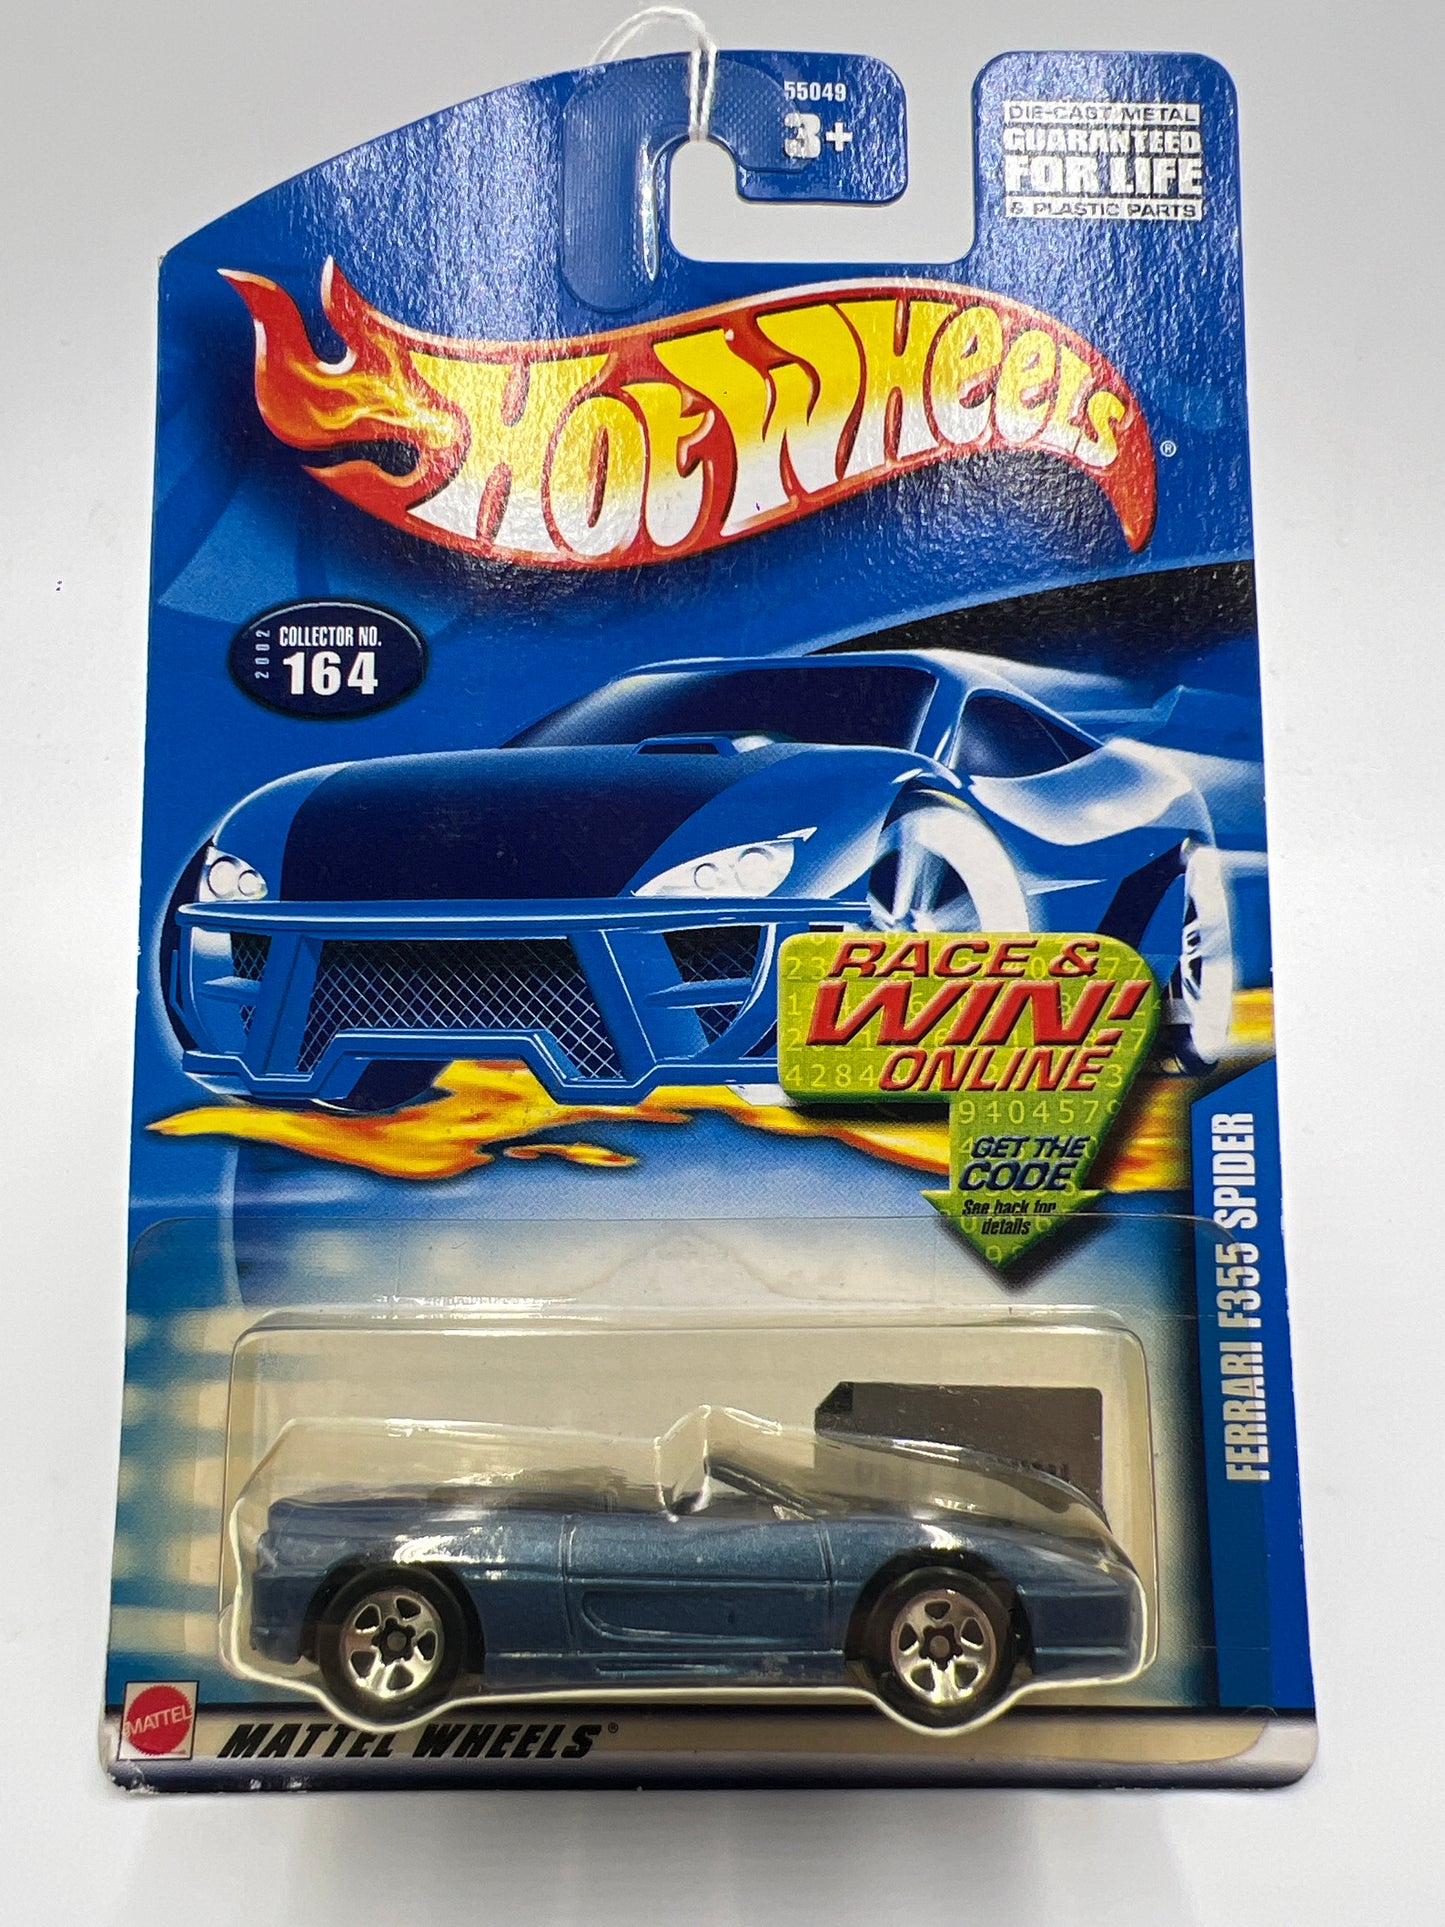 55049
3+
DIE-CAST METAL
GUARANTEED
FOR LIFE
& PLASTIC PARTS
HOT WHEELS
®
2002
COLLECTOR NO.
164
RACE &
WIN!
ONLINE
GET THE
CODE
See back for
details
FERRARI F355 SPIDER
MATTEL
MATTEL WHEELS®